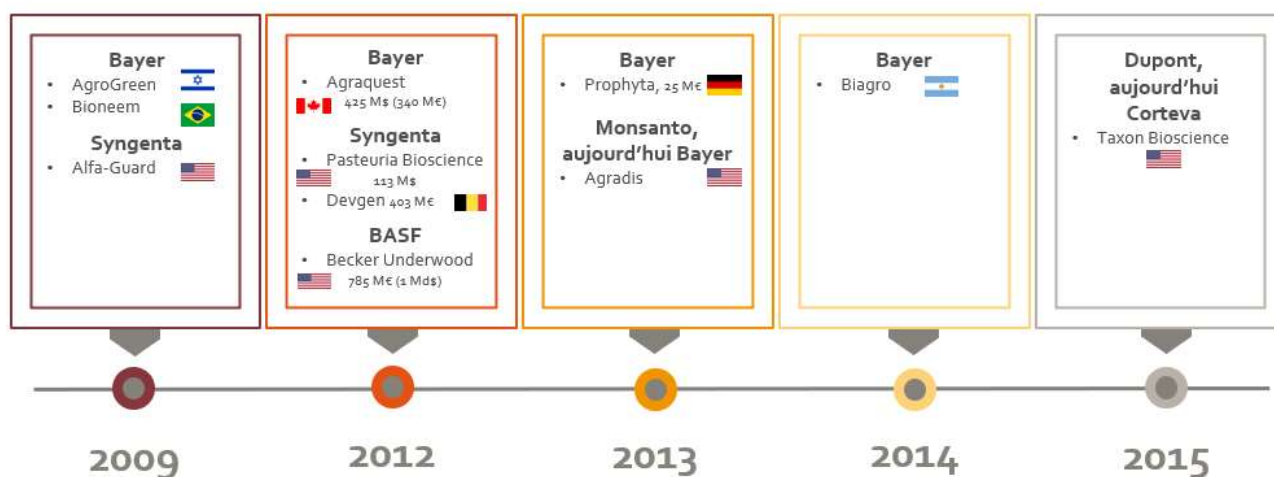 Bayer
• AgroGreen
• Bioneem
Syngenta
• Alfa-Guard
Bayer
• Agraquest
425 M$ (340 M€)
Syngenta
• Pasteuria Bioscience
113 M$
• Devgen 403 M€
BASF
• Becker Underwood
785 M€ (1 Md$)
Bayer
• Prophyta, 25 M€
Monsanto,
aujourd’hui Bayer
• Agradis
Bayer
• Biagro
Dupont,
aujourd’hui
Corteva
• Taxon Bioscience
2009
2012
2013
2014
2015